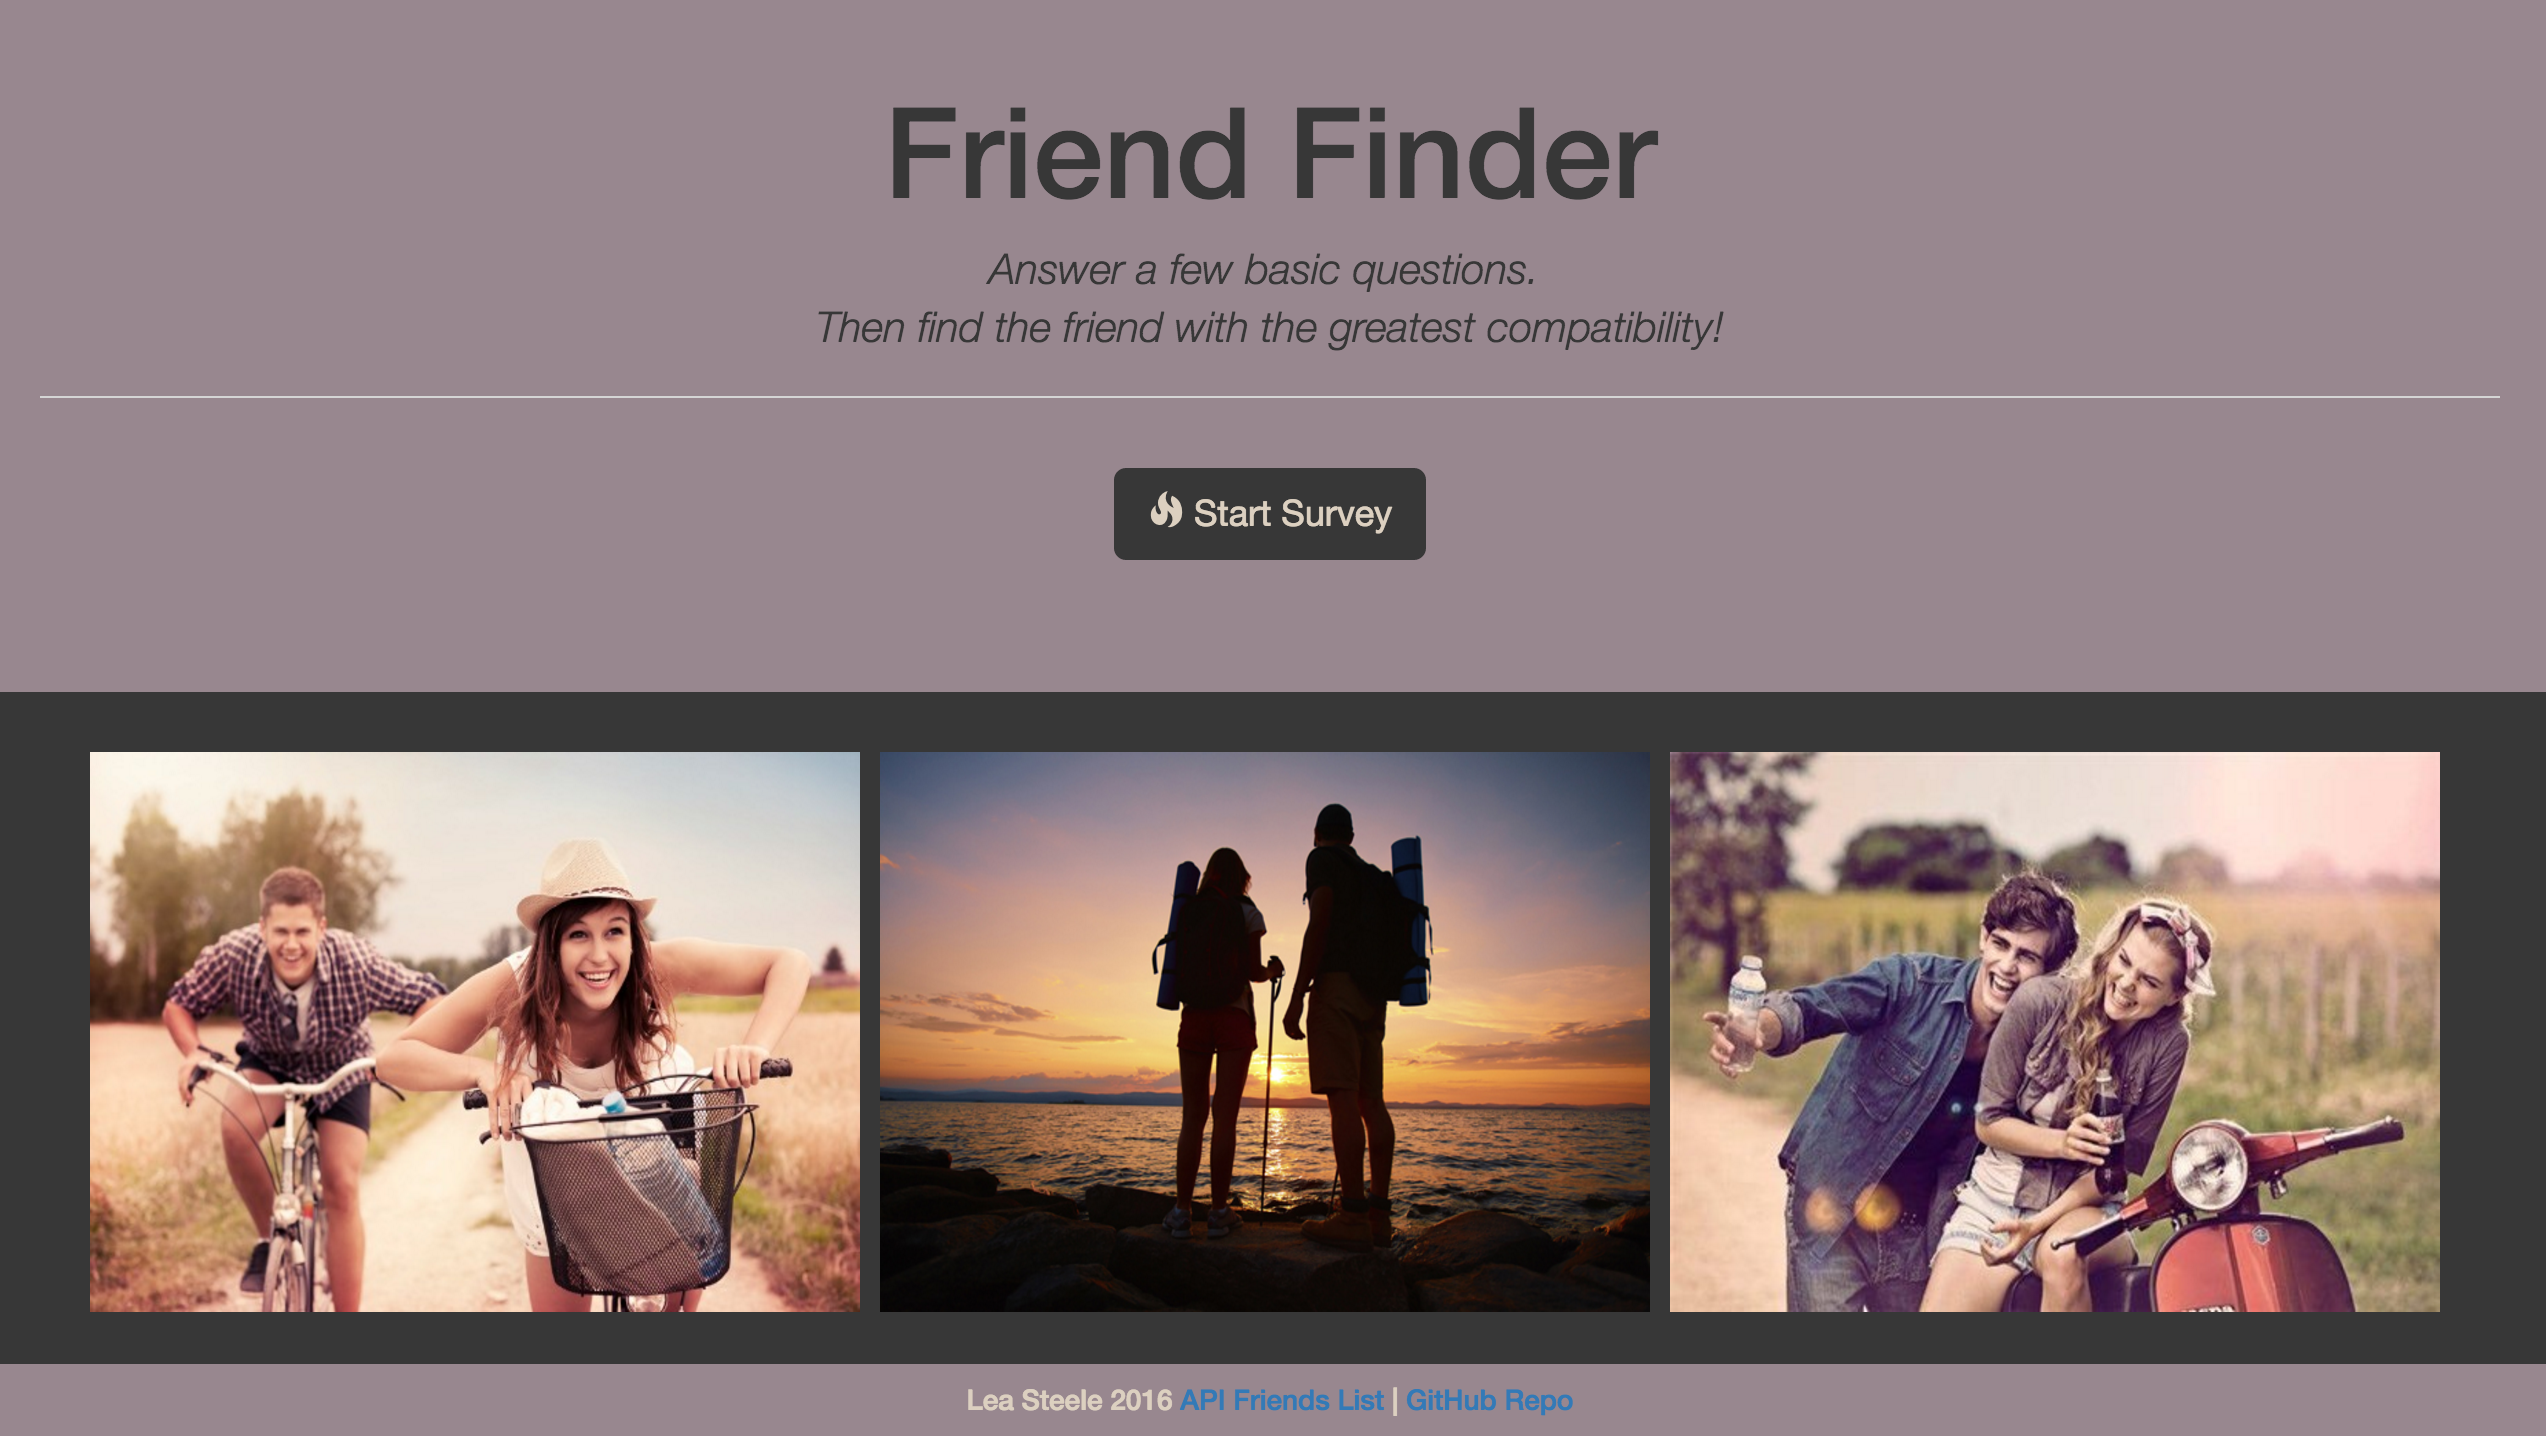 Friend Finder
Answer a few basic questions.
Then find the friend with the greatest compatibility!
Start Survey
Lea Steele 2016 API Friends List | GitHub Repo